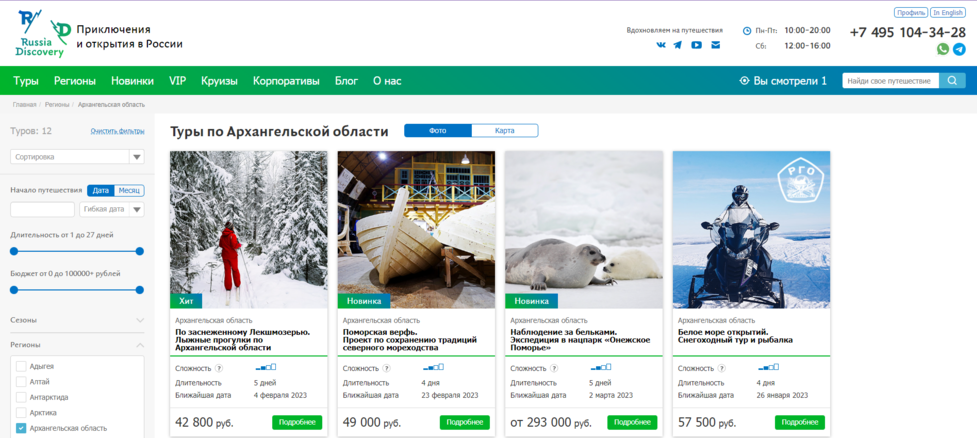 Профиль In English
Russia
Discovery
Приключения
и открытия в России
Вдохновляем на путешествия
Пн-Пт: 10:00-20:00
Сб: 12:00-16:00
+7 495 104-34-28
Туры Регионы Новинки VIP Круизы Корпоративы Блог О нас
Вы смотрели 1
Найди свое путешествие
Главная / Регионы / Архангельская область
Туров: 12
Очистить фильтры
Сортировка
Начало путешествия Дата Месяц
Гибкая дата
Длительность от 1 до 27 дней
Бюджет от 0 до 100000+ рублей
Сезоны
Регионы
Адыгея
Алтай
Антарктида
Арктика
Архангельская область
Туры по Архангельской области
Фото Карта
Хит
Архангельская область
По заснеженному Лекшмозерью.
Лыжные прогулки по
Архангельской области
Сложность ?
Длительность 5 дней
Ближайшая дата 4 февраля 2023
42 800 руб. Подробнее
Новинка
Архангельская область
Поморская верфь.
Проект по сохранению традиций
северного мореходства
Сложность ?
Длительность 4 дня
Ближайшая дата 23 февраля 2023
49 000 руб. Подробнее
Новинка
Архангельская область
Наблюдение за бельками.
Экспедиция в нацпарк «Онежское
Поморье»
Сложность ?
Длительность 5 дней
Ближайшая дата 2 марта 2023
от 293 000 руб. Подробнее
РГО
Архангельская область
Белое море открытий.
Снегоходный тур и рыбалка
Сложность ?
Длительность 4 дня
Ближайшая дата 26 января 2023
57 500 руб. Подробнее